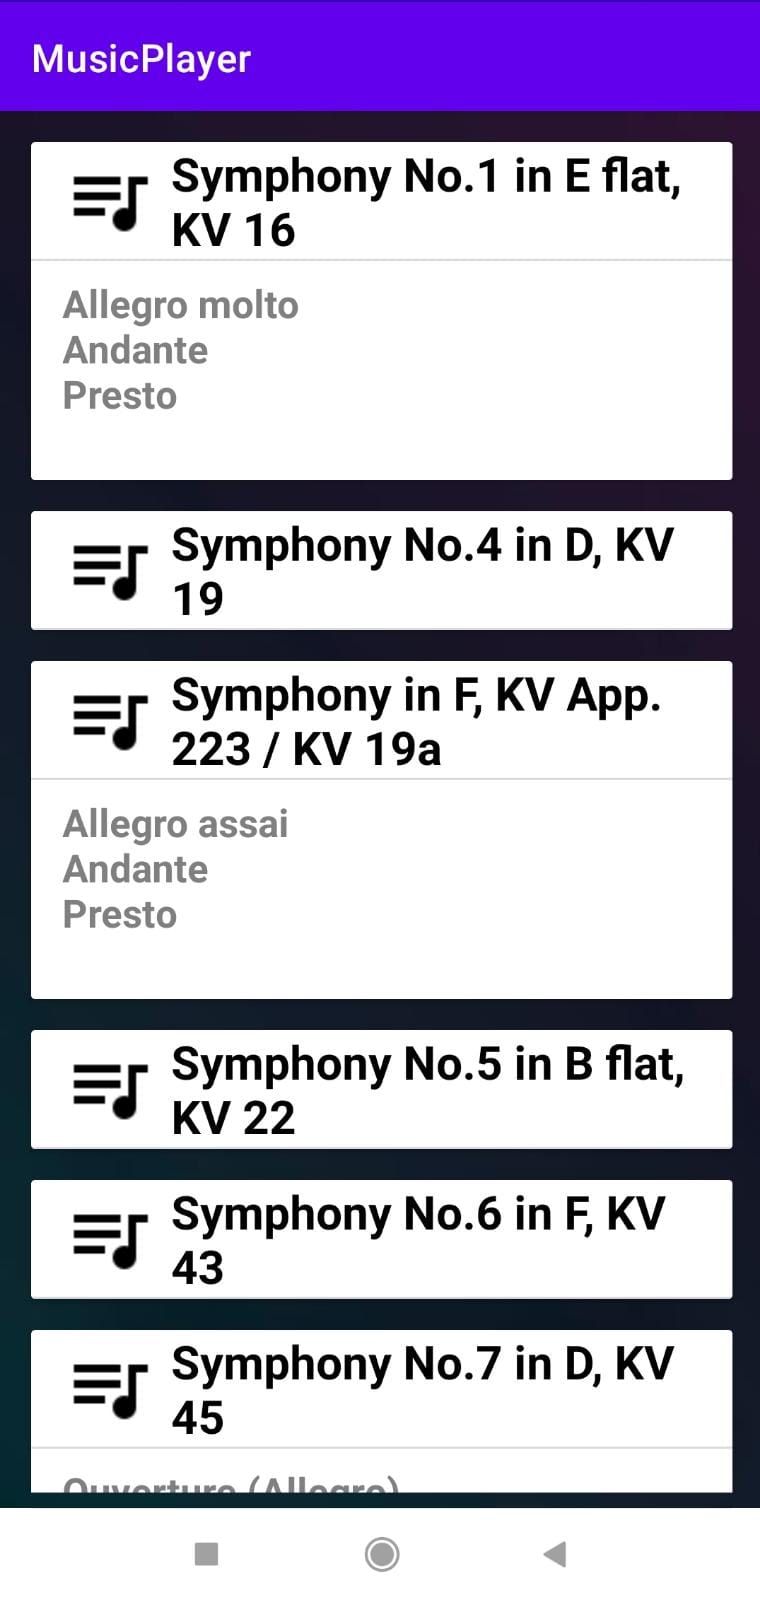 MusicPlayer
Symphony No.1 in E flat,
KV 16
Allegro molto
Andante
Presto
Symphony No.4 in D, KV
19
Symphony in F, KV App.
223 / KV 19a
Allegro assai
Andante
Presto
Symphony No.5 in B flat,
KV 22
Symphony No.6 in F, KV
43
Symphony No.7 in D, KV
45
Ouverture (Allegro)